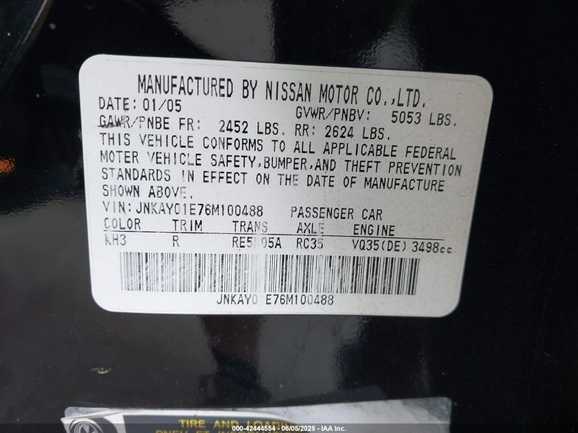 MANUFACTURED BY NISSAN MOTOR CO.,LTD.
DATE: 01/05 GVWR/PNBV: 5053 LBS.
GAWR/PNBE FR: 2452 LBS. RR: 2624 LBS.
THIS VEHICLE CONFORMS TO ALL APPLICABLE FEDERAL
MOTER VEHICLE SAFETY,BUMPER,AND THEFT PREVENTION
STANDARDS IN EFFECT ON THE DATE OF MANUFACTURE
SHOWN ABOVE.
VIN: JNKAY01E76M100488 PASSENGER CAR
COLOR TRIM TRANS AXLE ENGINE
KH3 R RE5R05A RC35 VQ35(DE) 3498cc
JNKAY0 E76M100488
TIRE AND
000-42444554 - 06/05/2025 -